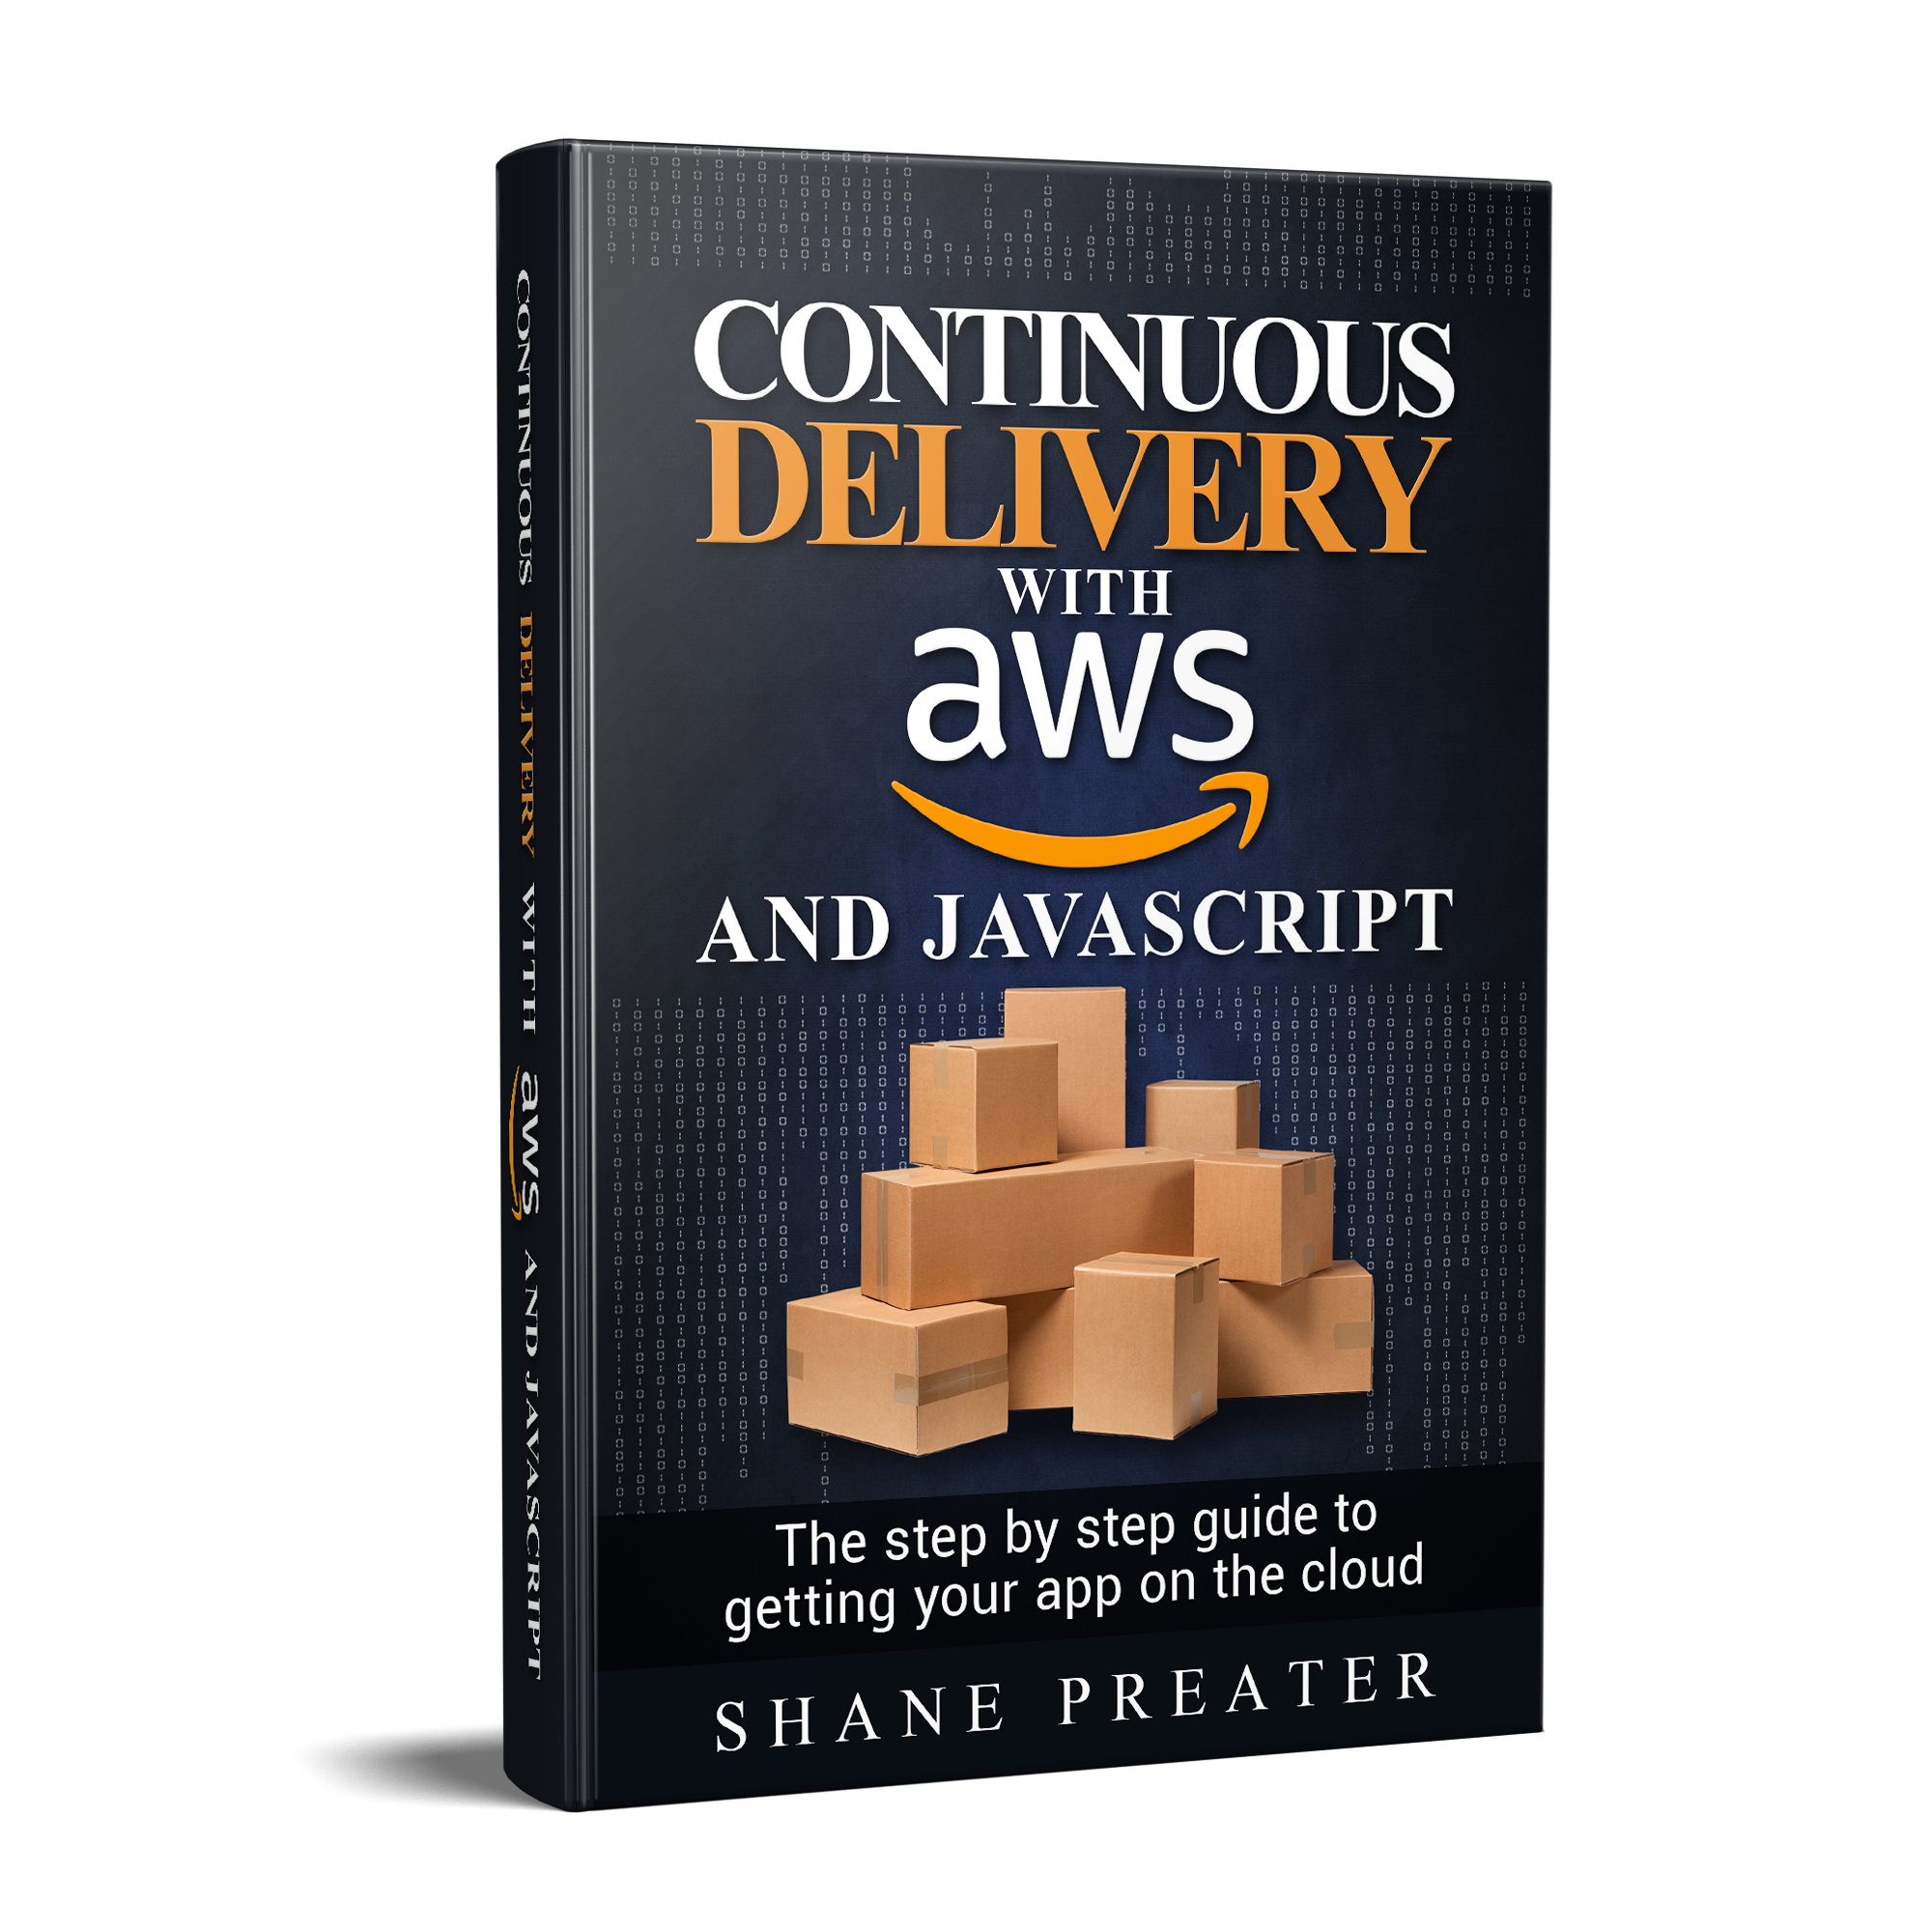 CONTINUOUS
DELIVERY
WITH
aws
AND JAVASCRIPT
The step by step guide to
getting your app on the cloud
SHANE PREATER
CONTINUOUS DELIVERY WITH aws AND JAVASCRIPT